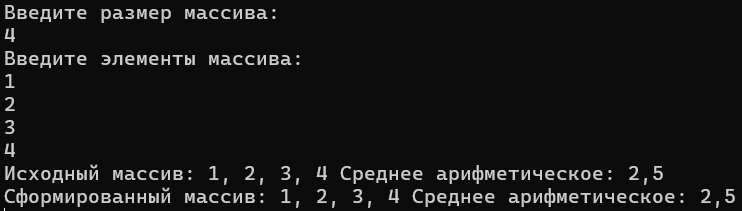 Введите размер массива:
4
Введите элементы массива:
1
2
3
4
Исходный массив: 1, 2, 3, 4 Среднее арифметическое: 2,5
Сформированный массив: 1, 2, 3, 4 Среднее арифметическое: 2,5